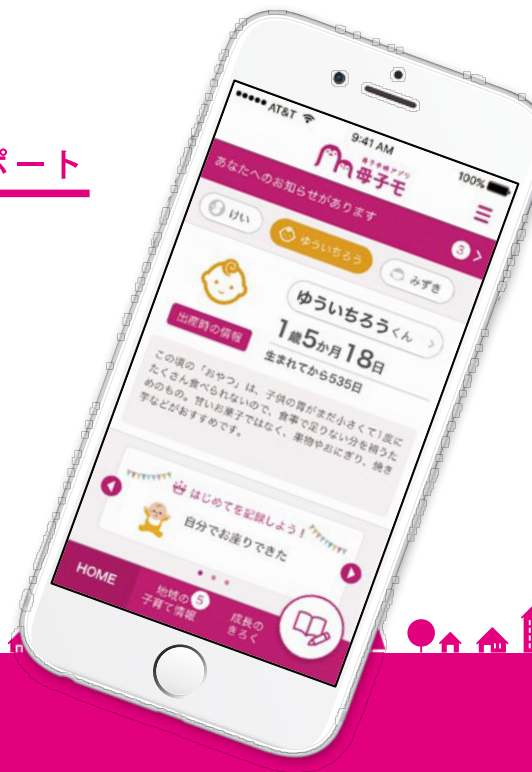 ポート
AT&T
9:41 AM
100%
母子手帳アプリ
母子モ
あなたへのお知らせがあります
3
けい
ゆういちろう
みずき
ゆういちろうくん
出産時の情報
1歳5か月18日
生まれてから535日
この頃の「おやつ」は、子供の胃がまだ小さくて1度に
たくさん食べられないので、食事で足りない分を補うた
めのもの。甘いお菓子ではなく、果物やおにぎり、焼き
芋などがおすすめです。
はじめてを記録しよう！
自分でお座りできた
HOME
地域の
子育て情報
5
成長の
きろく